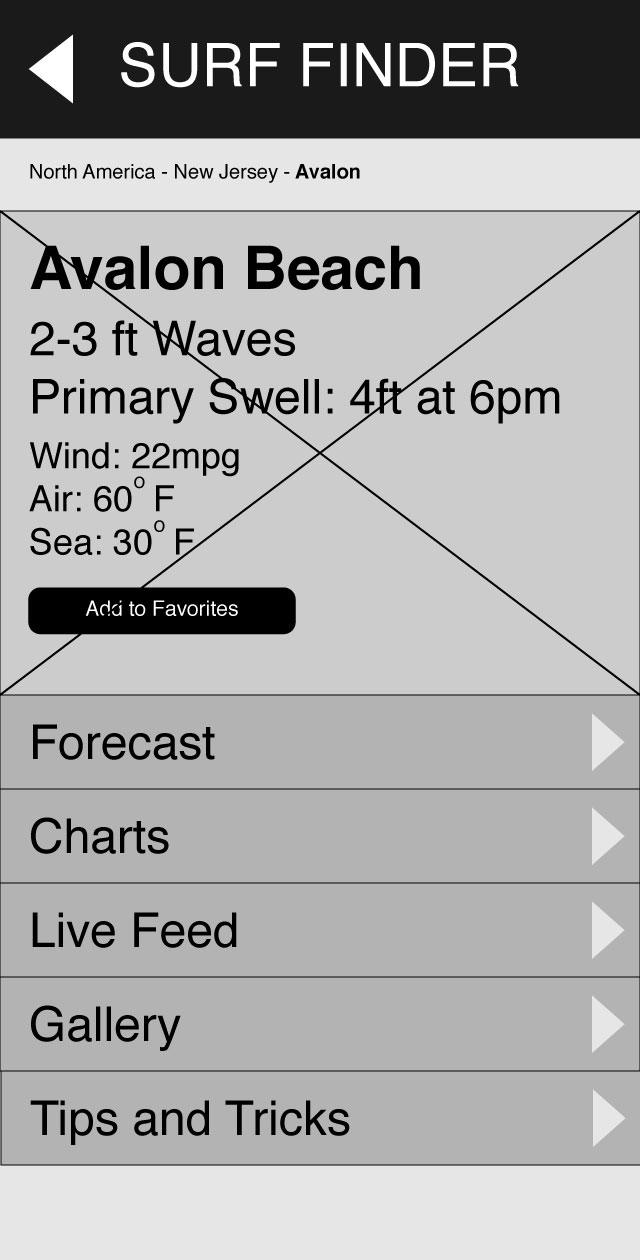 SURF FINDER
North America - New Jersey - Avalon
Avalon Beach
2-3 ft Waves
Primary Swell: 4ft at 6pm
Wind: 22mpg
Air: 60° F
Sea: 30° F
Add to Favorites
Forecast
Charts
Live Feed
Gallery
Tips and Tricks